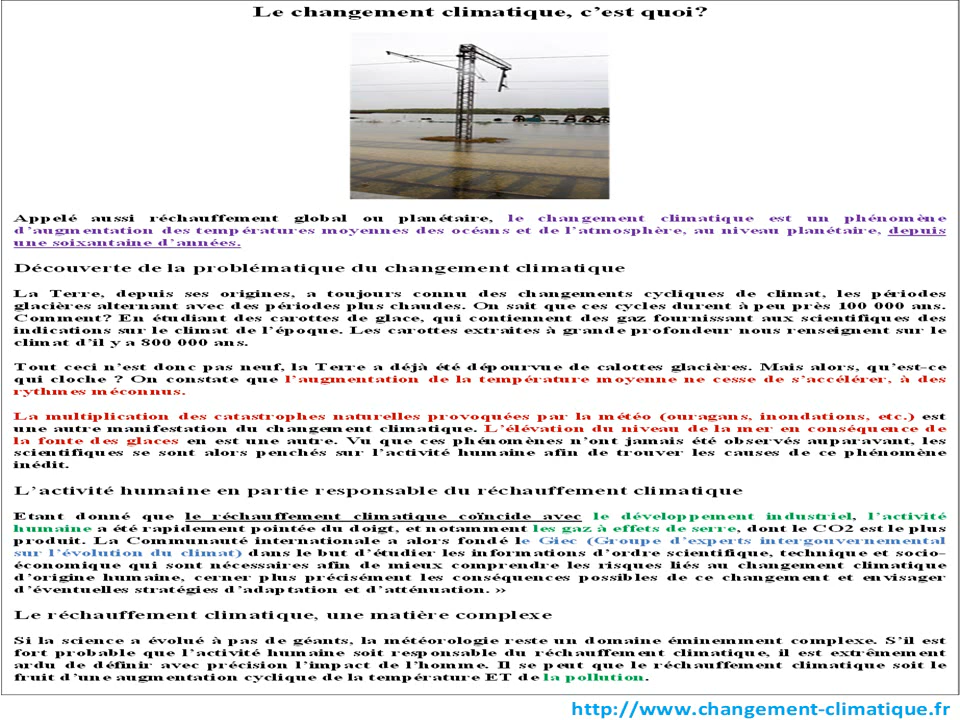 Le changement climatique, c’est quoi?
Appelé aussi réchauffement global ou planétaire, le changement climatique est un phénomène
d’augmentation des températures moyennes des océans et de l’atmosphère, au niveau planétaire, depuis
une soixantaine d’années.
Découverte de la problématique du changement climatique
La Terre, depuis ses origines, a toujours connu des changements cycliques de climat, les périodes
glacières alternant avec des périodes plus chaudes. On sait que ces cycles durent à peu près 100 000 ans.
Comment? En étudiant des carottes de glace, qui contiennent des gaz fournissant aux scientifiques des
indications sur le climat de l’époque. Les carottes extraites à grande profondeur nous renseignent sur le
climat d’il y a 800 000 ans.
Tout ceci n’est donc pas neuf, la Terre a déjà été dépourvue de calottes glacières. Mais alors, qu’est-ce
qui cloche ? On constate que l’augmentation de la température moyenne ne cesse de s’accélérer, à des
rythmes méconnus.
La multiplication des catastrophes naturelles provoquées par la météo (ouragans, inondations, etc.) est
une autre manifestation du changement climatique. L’élévation du niveau de la mer en conséquence de
la fonte des glaces en est une autre. Vu que ces phénomènes n’ont jamais été observés auparavant, les
scientifiques se sont alors penchés sur l’activité humaine afin de trouver les causes de ce phénomène
inédit.
L’activité humaine en partie responsable du réchauffement climatique
Etant donné que le réchauffement climatique coïncide avec le développement industriel, l’activité
humaine a été rapidement pointée du doigt, et notamment les gaz à effets de serre, dont le CO2 est le plus
produit. La Communauté internationale a alors fondé le Giec (Groupe d’experts intergouvernemental
sur l’évolution du climat) dans le but d’étudier les informations d’ordre scientifique, technique et socio-
économique qui sont nécessaires afin de mieux comprendre les risques liés au changement climatique
d’origine humaine, cerner plus précisément les conséquences possibles de ce changement et envisager
d’éventuelles stratégies d’adaptation et d’atténuation. »
Le réchauffement climatique, une matière complexe
Si la science a évolué à pas de géants, la météorologie reste un domaine éminemment complexe. S’il est
fort probable que l’activité humaine soit responsable du réchauffement climatique, il est extrêmement
ardu de définir avec précision l’impact de l’homme. Il se peut que le réchauffement climatique soit le
fruit d’une augmentation cyclique de la température ET de la pollution.
http://www.changement-climatique.fr